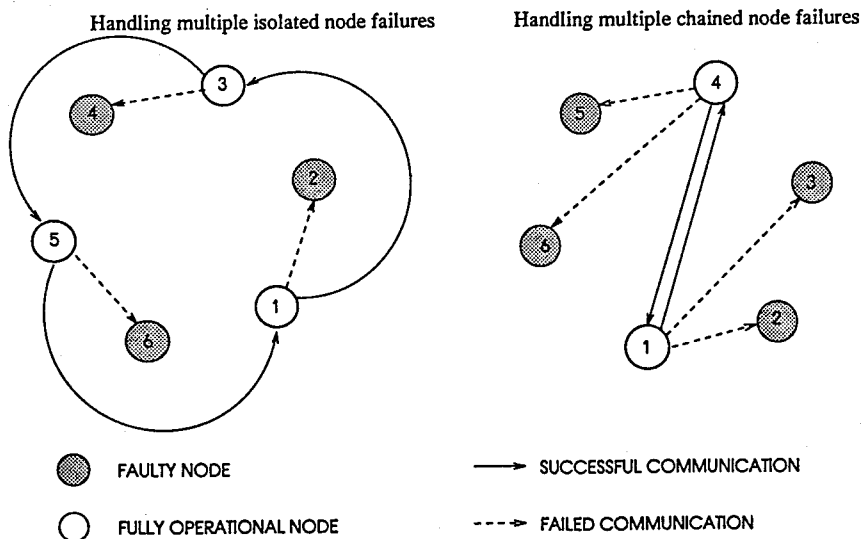 Handling multiple isolated node failures
Handling multiple chained node failures
3
4
2
5
1
6
4
5
3
6
2
1
FAULTY NODE
SUCCESSFUL COMMUNICATION
FULLY OPERATIONAL NODE
FAILED COMMUNICATION